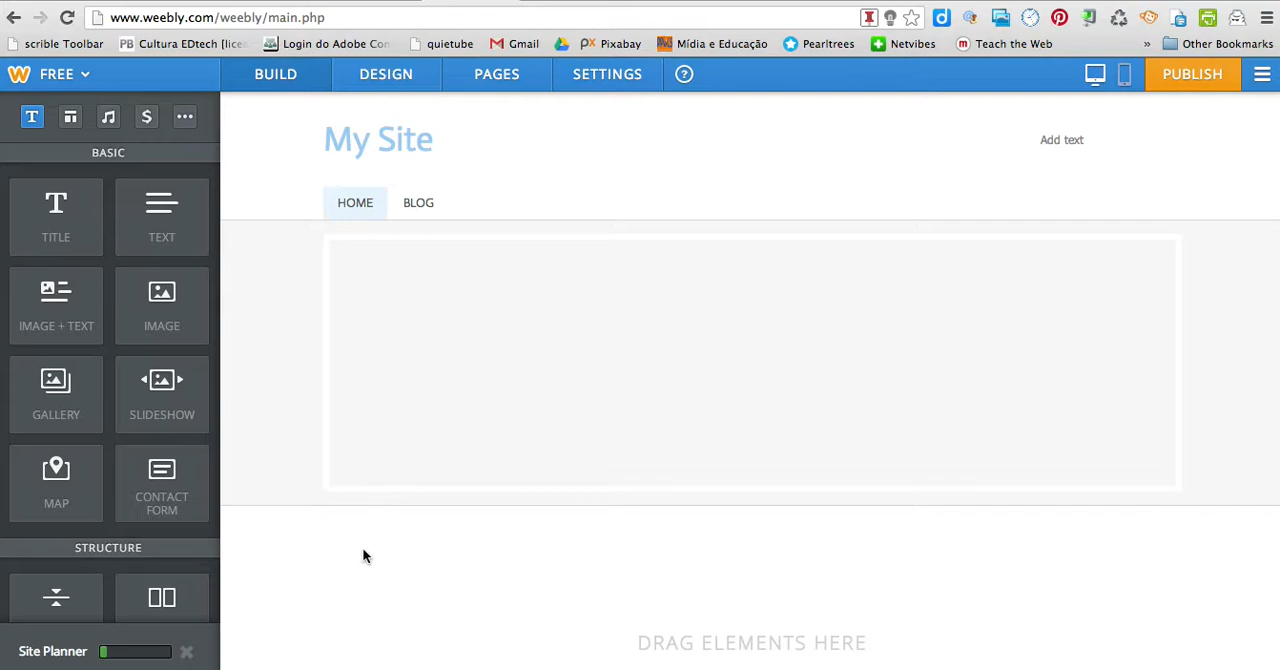 www.weebly.com/weebly/main.php
scrible Toolbar PB Cultura EDtech [licen Login do Adobe Con quietube Gmail Pixabay Mídia e Educação Pearltrees Netvibes Teach the Web » Other Bookmarks
FREE BUILD DESIGN PAGES SETTINGS ? PUBLISH
BASIC
My Site
Add text
HOME BLOG
TITLE TEXT
IMAGE + TEXT IMAGE
GALLERY SLIDESHOW
MAP CONTACT
FORM
STRUCTURE
DRAG ELEMENTS HERE
Site Planner